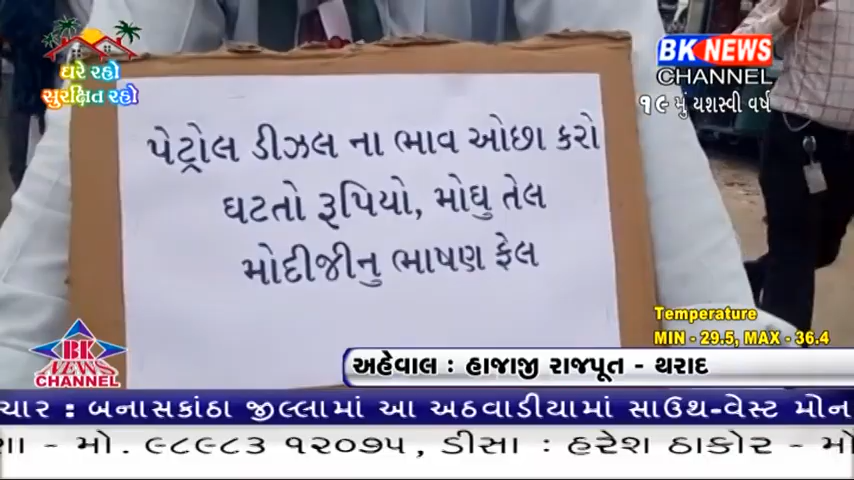 ઘરે રહો
સુરક્ષિત રહો
BK NEWS
CHANNEL
૧૯ મું યશસ્વી વર્ષ
પેટ્રોલ ડીઝલ ના ભાવ ઓછા કરો
ઘટતો રૂપિયો, મોઘુ તેલ
મોદીજીનુ ભાષણ ફેલ
Temperature
MIN - 29.5, MAX - 36.4
BK
NEWS
CHANNEL
અહેવાલ : હાજાજી રાજપૂત - થરાદ
ચાર : બનાસકાંઠા જીલ્લામાં આ અઠવાડીયામાં સાઉથ-વેસ્ટ મોન
ણા - મો. ૯૮૯૮૩ ૧૨૦૭૫, ડીસા : હરેશ ઠાકોર - મો